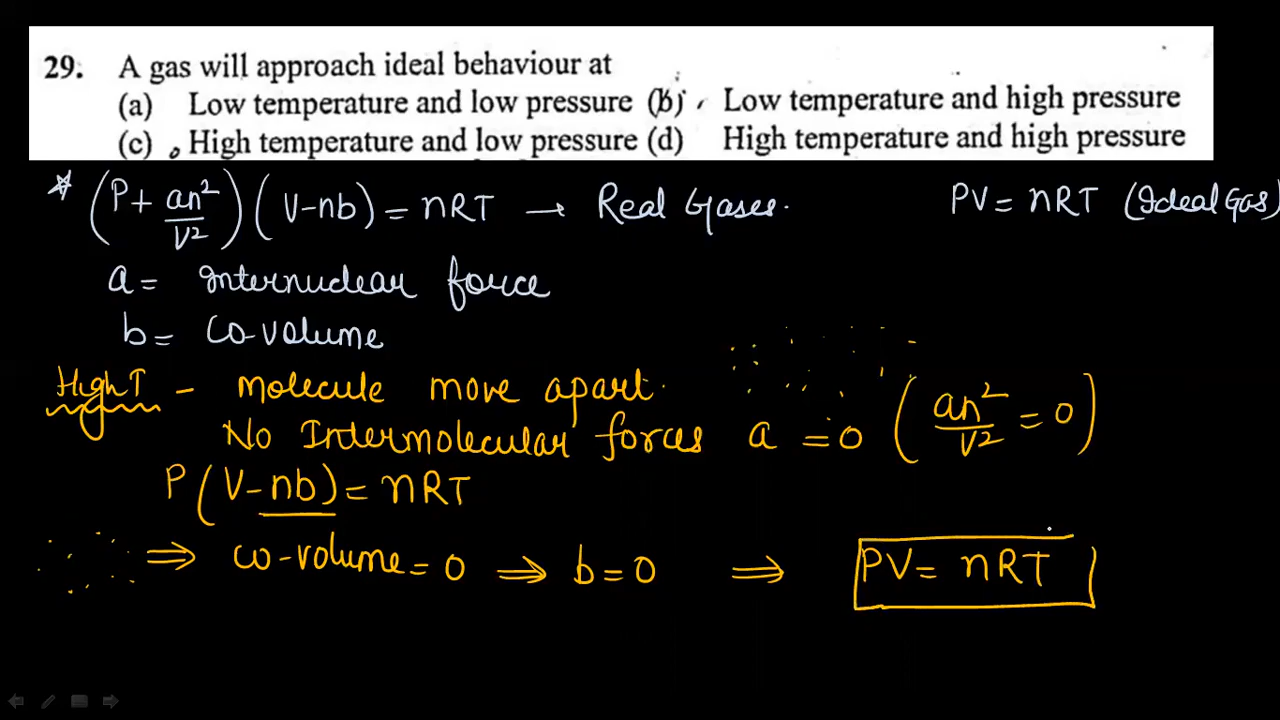 29. A gas will approach ideal behaviour at
(a) Low temperature and low pressure (b) Low temperature and high pressure
(c) High temperature and low pressure (d) High temperature and high pressure
* (P + an²/V²) (V-nb) = nRT → Real Gases. PV = nRT (Ideal Gas)
a = Internuclear force
b = Co-volume
High T - molecule move apart.
No Intermolecular forces a = 0 (an²/V² = 0)
P (V-nb) = nRT
⇒ co-volume = 0 ⇒ b = 0 ⇒ PV = nRT